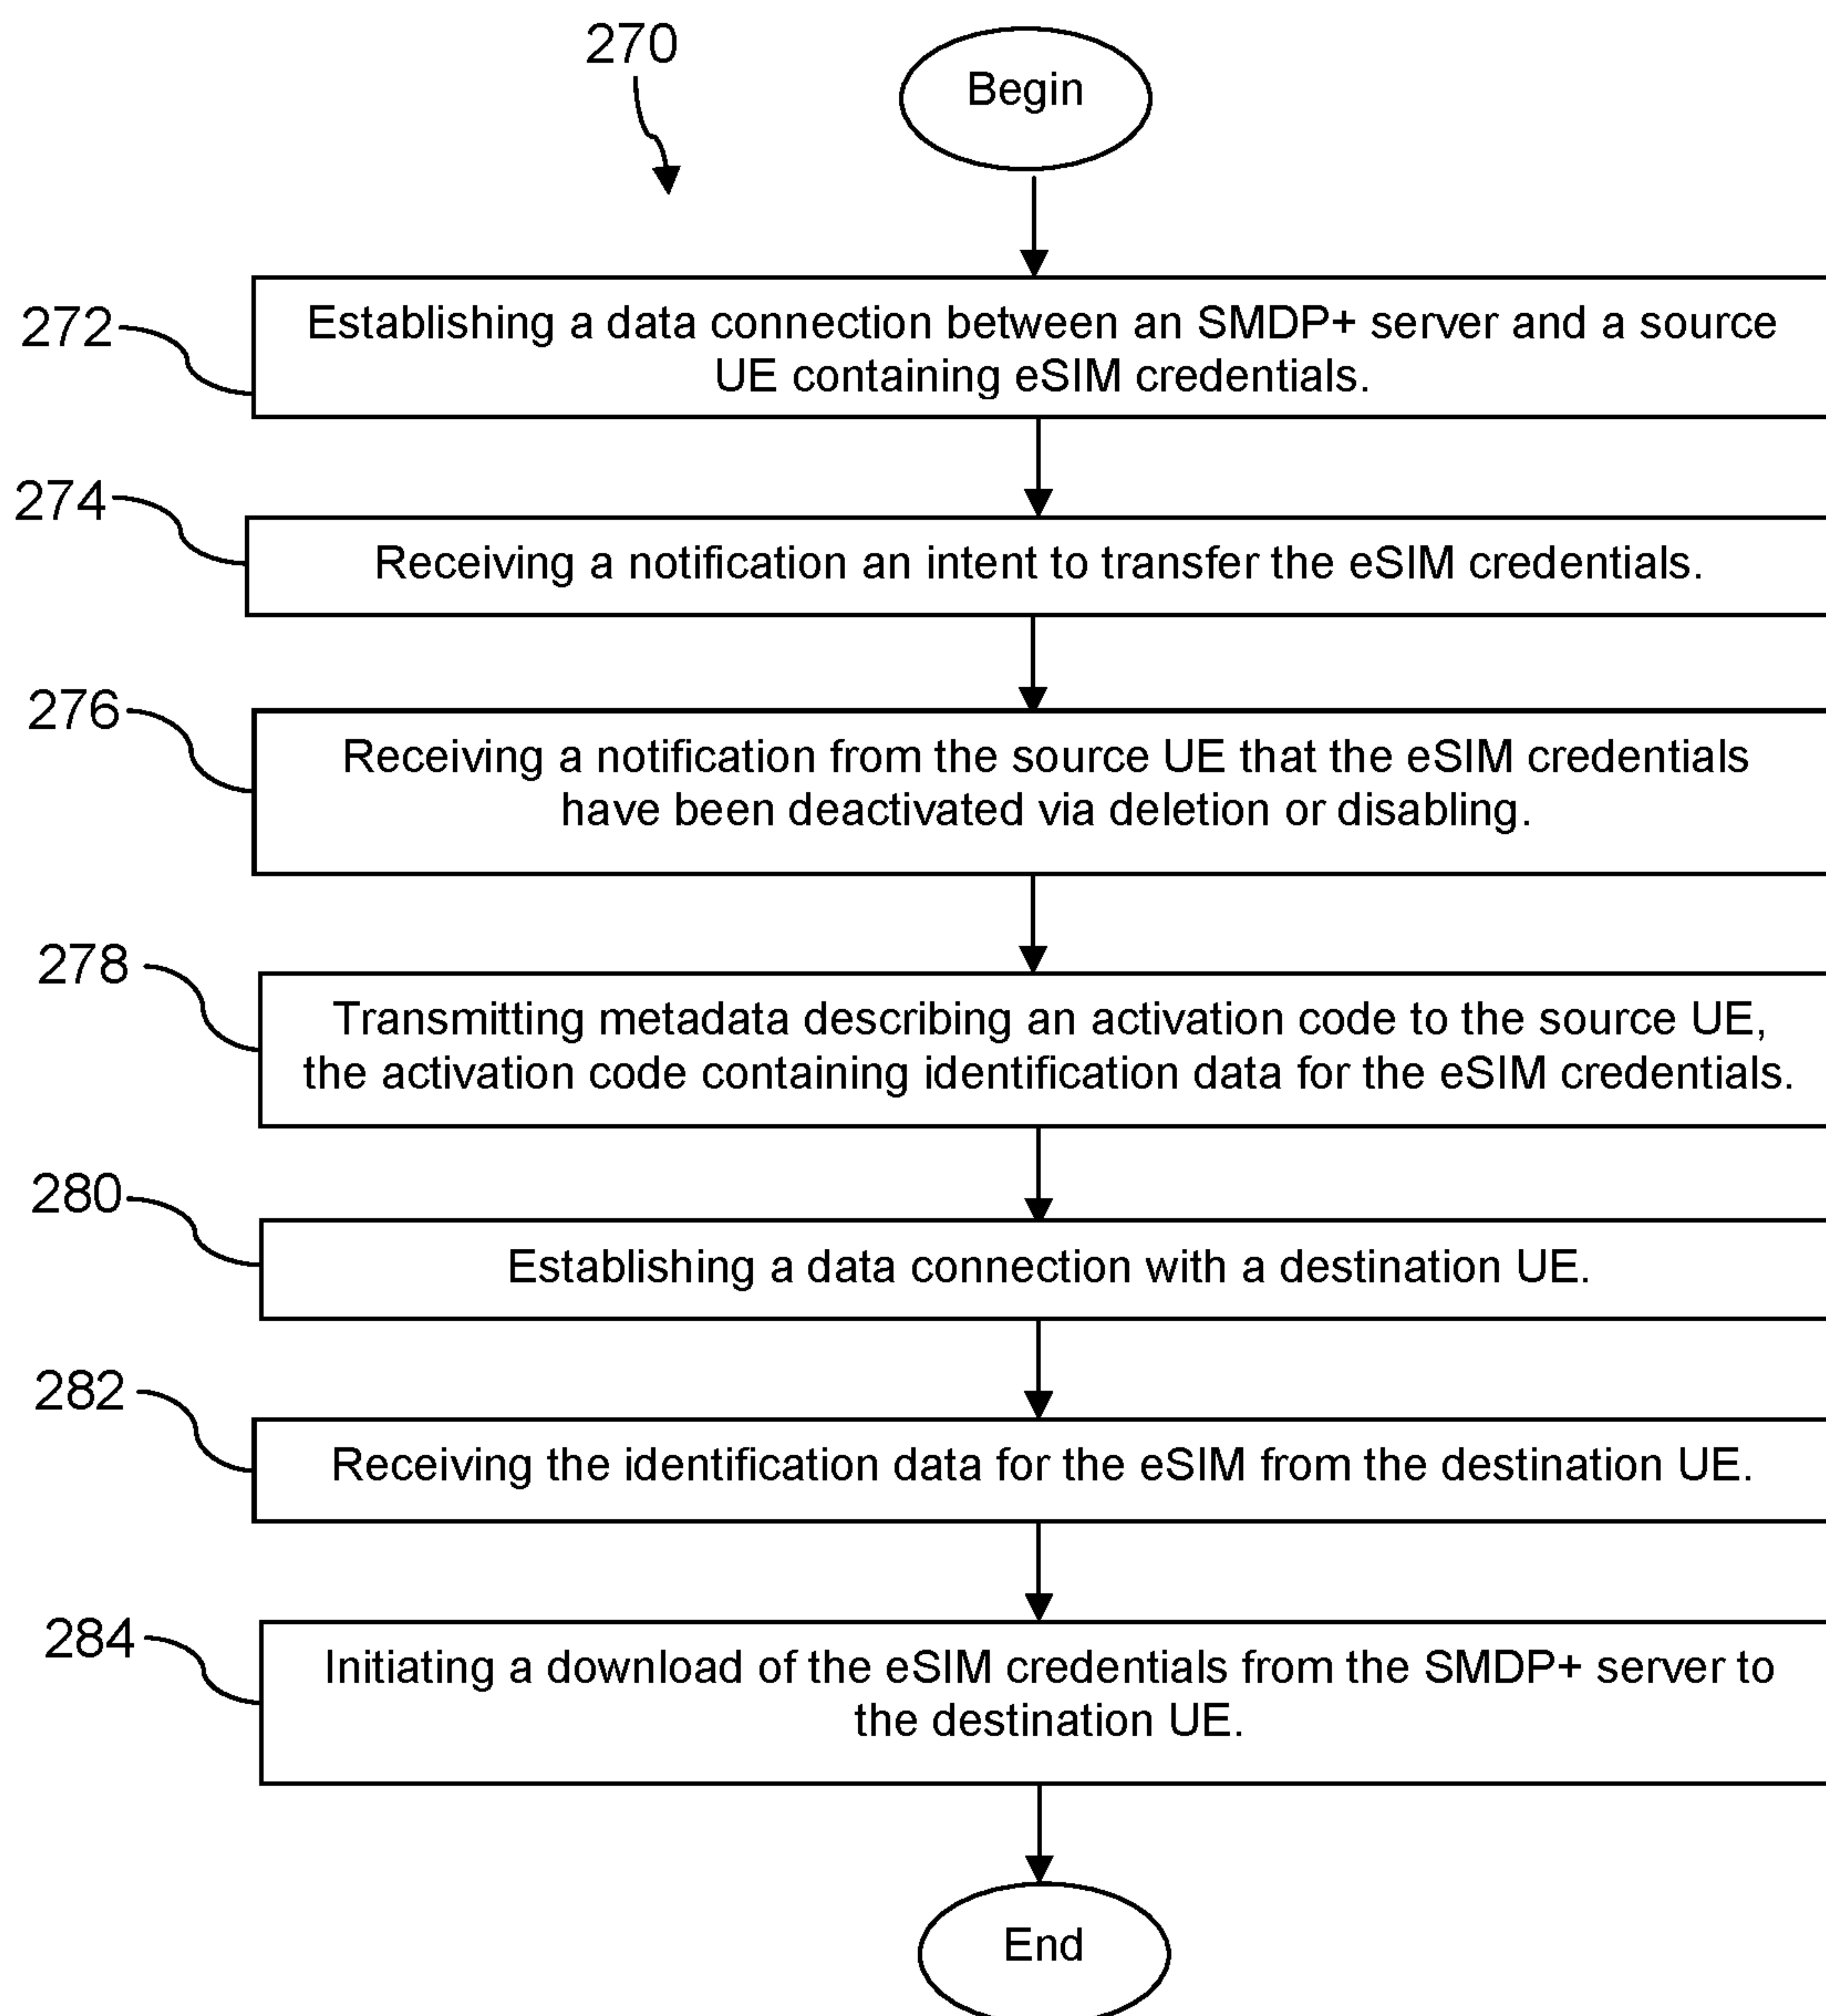 270
Begin
272
Establishing a data connection between an SMDP+ server and a source
UE containing eSIM credentials.
274
Receiving a notification an intent to transfer the eSIM credentials.
276
Receiving a notification from the source UE that the eSIM credentials
have been deactivated via deletion or disabling.
278
Transmitting metadata describing an activation code to the source UE,
the activation code containing identification data for the eSIM credentials.
280
Establishing a data connection with a destination UE.
282
Receiving the identification data for the eSIM from the destination UE.
284
Initiating a download of the eSIM credentials from the SMDP+ server to
the destination UE.
End